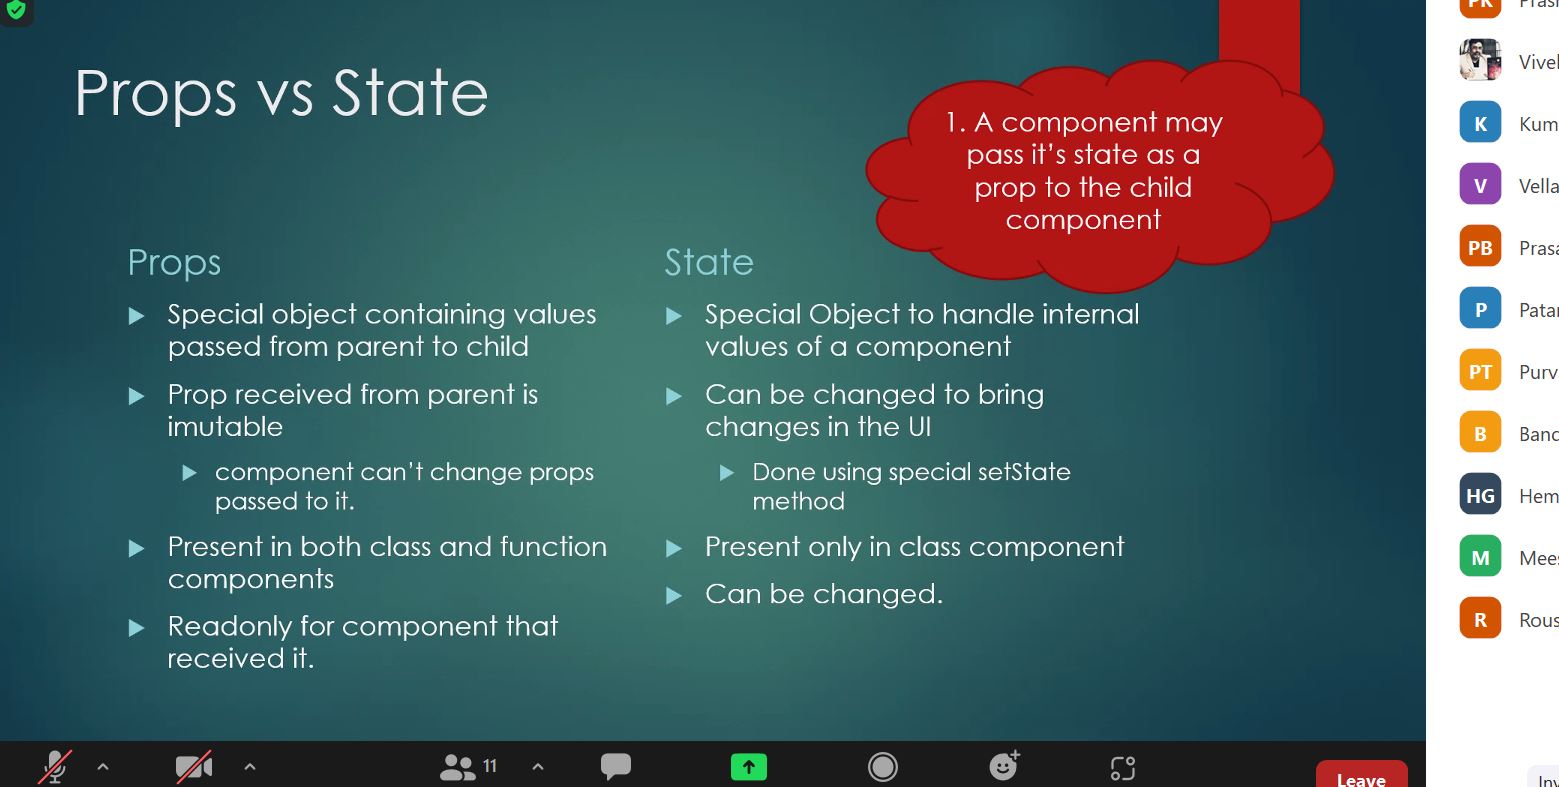 Props vs State
1. A component may
pass it's state as a
prop to the child
component
Props
Special object containing values
passed from parent to child
Prop received from parent is
imutable
component can't change props
passed to it.
Present in both class and function
components
Readonly for component that
received it.
State
Special Object to handle internal
values of a component
Can be changed to bring
changes in the UI
Done using special setState
method
Present only in class component
Can be changed.
PK
K Kum
V Vella
PB Prasa
P
PT Purv
B
HG Hem
M Mees
R Rous
11
Leave